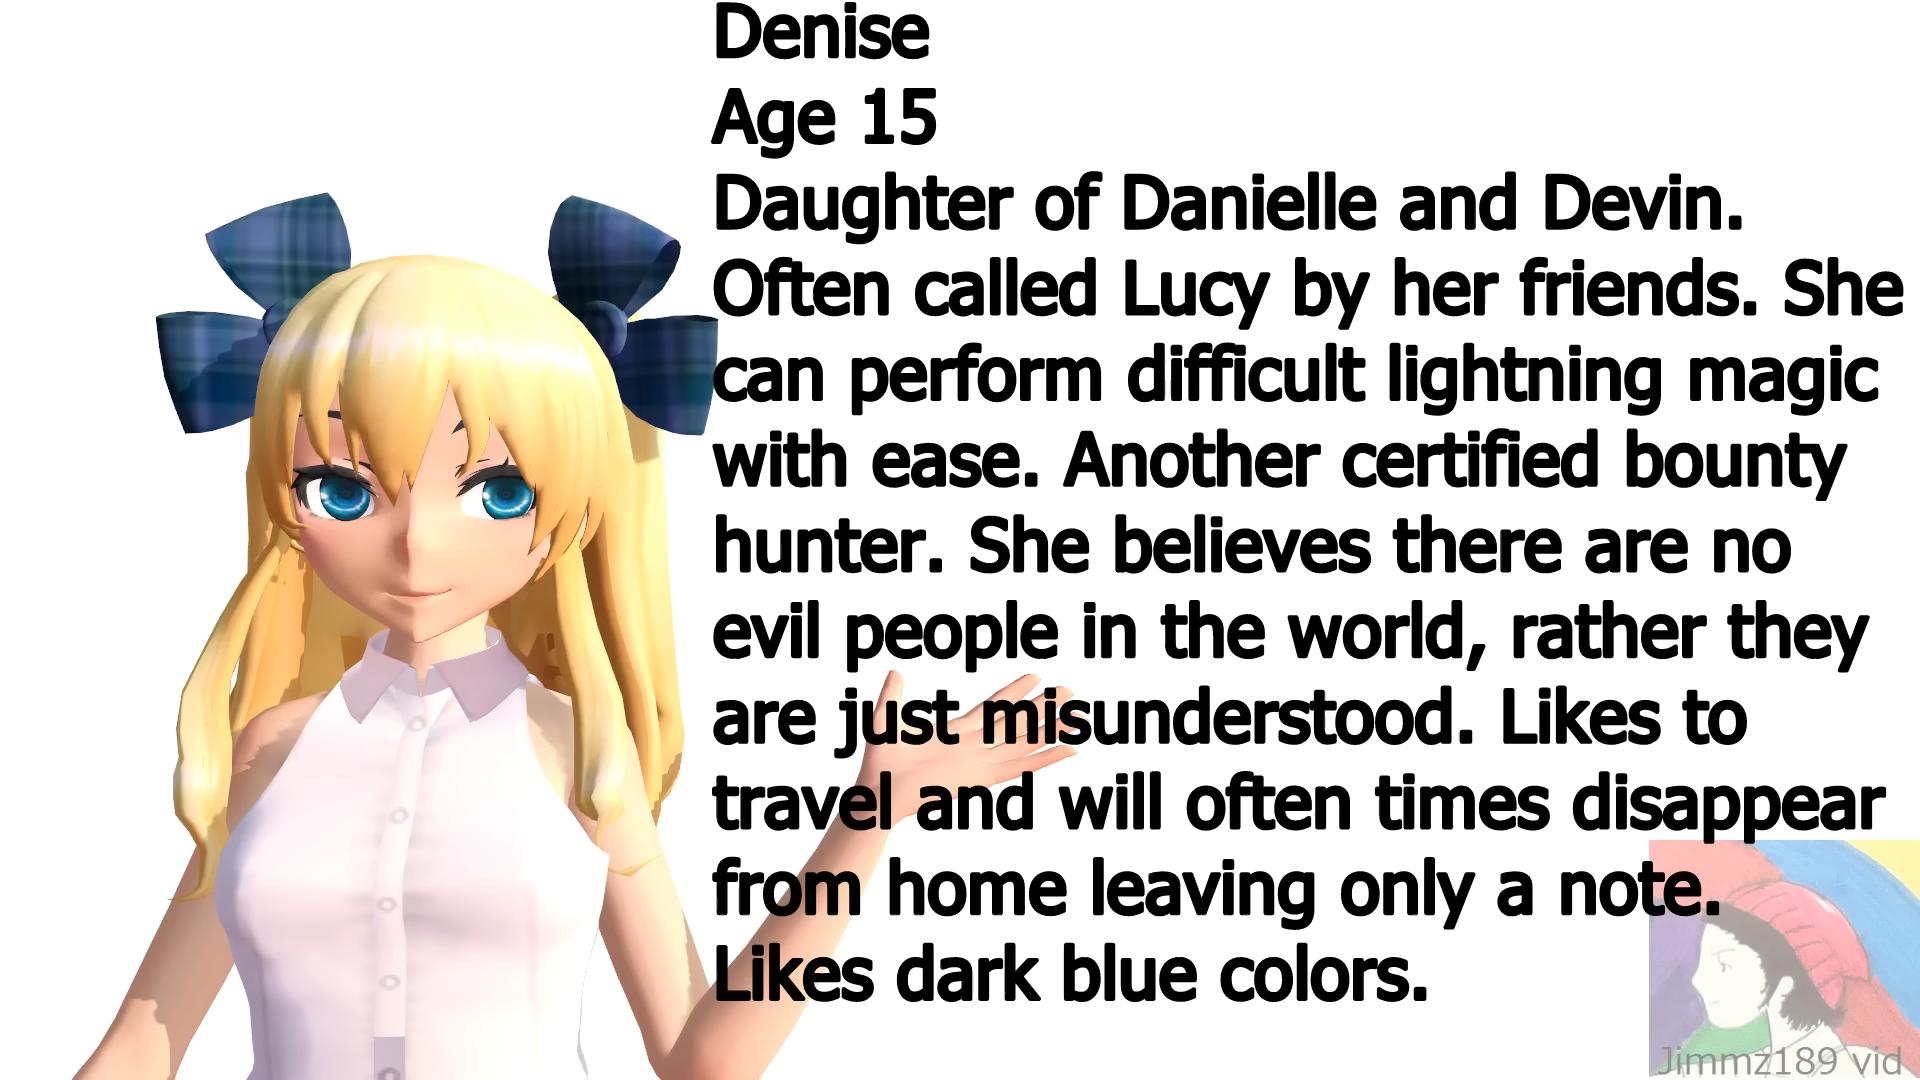 Denise
Age 15
Daughter of Danielle and Devin.
Often called Lucy by her friends. She
can perform difficult lightning magic
with ease. Another certified bounty
hunter. She believes there are no
evil people in the world, rather they
are just misunderstood. Likes to
travel and will often times disappear
from home leaving only a note.
Likes dark blue colors.
Jimmz189 vid